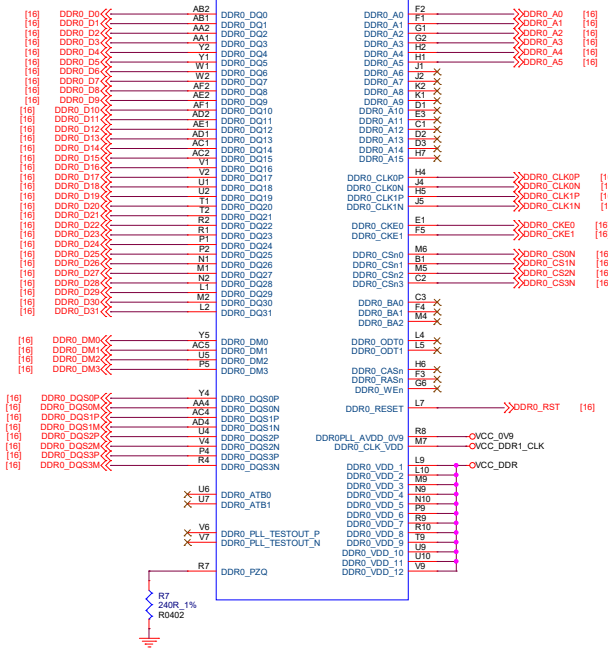 [16] DDR0_D0 AB2 DDR0_DQ0 DDR0_A0 F2 DDR0_A0 [16]
[16] DDR0_D1 AB1 DDR0_DQ1 DDR0_A1 F1 DDR0_A1 [16]
[16] DDR0_D2 AA2 DDR0_DQ2 DDR0_A2 G1 DDR0_A2 [16]
[16] DDR0_D3 AA1 DDR0_DQ3 DDR0_A3 G2 DDR0_A3 [16]
[16] DDR0_D4 Y2 DDR0_DQ4 DDR0_A4 H2 DDR0_A4 [16]
[16] DDR0_D5 Y1 DDR0_DQ5 DDR0_A5 H1 DDR0_A5 [16]
[16] DDR0_D6 W1 DDR0_DQ6 DDR0_A6 J1
[16] DDR0_D7 W2 DDR0_DQ7 DDR0_A7 J2
[16] DDR0_D8 AF2 DDR0_DQ8 DDR0_A8 K2
[16] DDR0_D9 AE2 DDR0_DQ9 DDR0_A9 K1
[16] DDR0_D10 AF1 DDR0_DQ10 DDR0_A10 D1
[16] DDR0_D11 AD2 DDR0_DQ11 DDR0_A11 E3
[16] DDR0_D12 AE1 DDR0_DQ12 DDR0_A12 C1
[16] DDR0_D13 AD1 DDR0_DQ13 DDR0_A13 D2
[16] DDR0_D14 AC1 DDR0_DQ14 DDR0_A14 D3
[16] DDR0_D15 AC2 DDR0_DQ15 DDR0_A15 H7
[16] DDR0_D16 V1 DDR0_DQ16
[16] DDR0_D17 V2 DDR0_DQ17 DDR0_CLK0P H4 DDR0_CLK0P
[16] DDR0_D18 U1 DDR0_DQ18 DDR0_CLK0N J4 DDR0_CLK0N
[16] DDR0_D19 U2 DDR0_DQ19 DDR0_CLK1P H5 DDR0_CLK1P
[16] DDR0_D20 T1 DDR0_DQ20 DDR0_CLK1N J5 DDR0_CLK1N
[16] DDR0_D21 T2 DDR0_DQ21
[16] DDR0_D22 R2 DDR0_DQ22 DDR0_CKE0 E1 DDR0_CKE0 [16
[16] DDR0_D23 R1 DDR0_DQ23 DDR0_CKE1 F5 DDR0_CKE1 [16
[16] DDR0_D24 P1 DDR0_DQ24
[16] DDR0_D25 P2 DDR0_DQ25 DDR0_CSn0 M6 DDR0_CS0N [16
[16] DDR0_D26 N1 DDR0_DQ26 DDR0_CSn1 B1 DDR0_CS1N [16
[16] DDR0_D27 M1 DDR0_DQ27 DDR0_CSn2 M5 DDR0_CS2N [16
[16] DDR0_D28 N2 DDR0_DQ28 DDR0_CSn3 C2 DDR0_CS3N [16
[16] DDR0_D29 L1 DDR0_DQ29
[16] DDR0_D30 M2 DDR0_DQ30 DDR0_BA0 C3
[16] DDR0_D31 L2 DDR0_DQ31 DDR0_BA1 F4
DDR0_BA2 M4
[16] DDR0_DM0 Y5 DDR0_DM0 DDR0_ODT0 L4
[16] DDR0_DM1 AC5 DDR0_DM1 DDR0_ODT1 L5
[16] DDR0_DM2 U5 DDR0_DM2
[16] DDR0_DM3 P5 DDR0_DM3 DDR0_CASn H6
DDR0_RASn F3
DDR0_WEn G6
[16] DDR0_DQS0P Y4 DDR0_DQS0P
[16] DDR0_DQS0M AA4 DDR0_DQS0N DDR0_RESET L7 DDR0_RST [16]
[16] DDR0_DQS1P AC4 DDR0_DQS1P
[16] DDR0_DQS1M AD4 DDR0_DQS1N
[16] DDR0_DQS2P U4 DDR0_DQS2P DDR0PLL_AVDD_0V9 R8 VCC_0V9
[16] DDR0_DQS2M V4 DDR0_DQS2N DDR0_CLK_VDD M7 VCC_DDR1_CLK
[16] DDR0_DQS3P P4 DDR0_DQS3P
[16] DDR0_DQS3M R4 DDR0_DQS3N DDR0_VDD_1 L9 VCC_DDR
DDR0_VDD_2 L10
DDR0_VDD_3 M9
U6 DDR0_ATB0 DDR0_VDD_4 N9
U7 DDR0_ATB1 DDR0_VDD_5 N10
DDR0_VDD_6 P9
DDR0_VDD_7 R9
V6 DDR0_PLL_TESTOUT_P DDR0_VDD_8 R10
V7 DDR0_PLL_TESTOUT_N DDR0_VDD_9 T9
DDR0_VDD_10 U9
DDR0_VDD_11 U10
R7 DDR0_PZQ DDR0_VDD_12 V9
R7
240R_1%
R0402